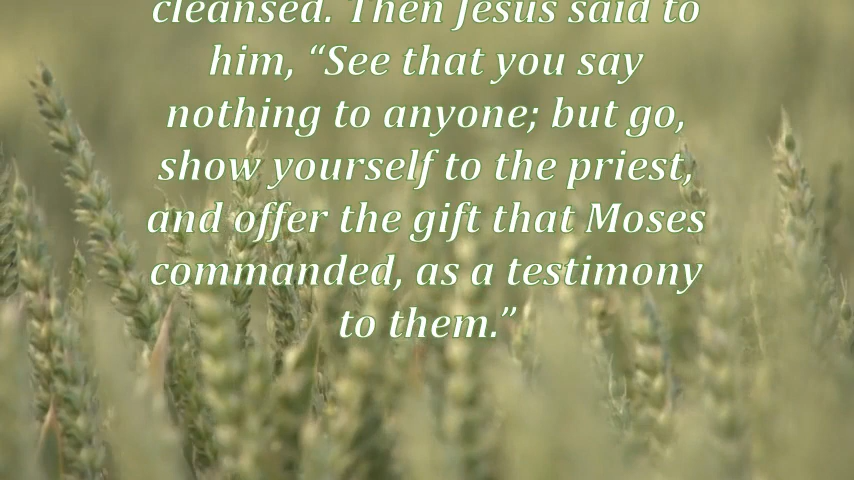 cleansed. Then Jesus said to
him, “See that you say
nothing to anyone; but go,
show yourself to the priest,
and offer the gift that Moses
commanded, as a testimony
to them.”